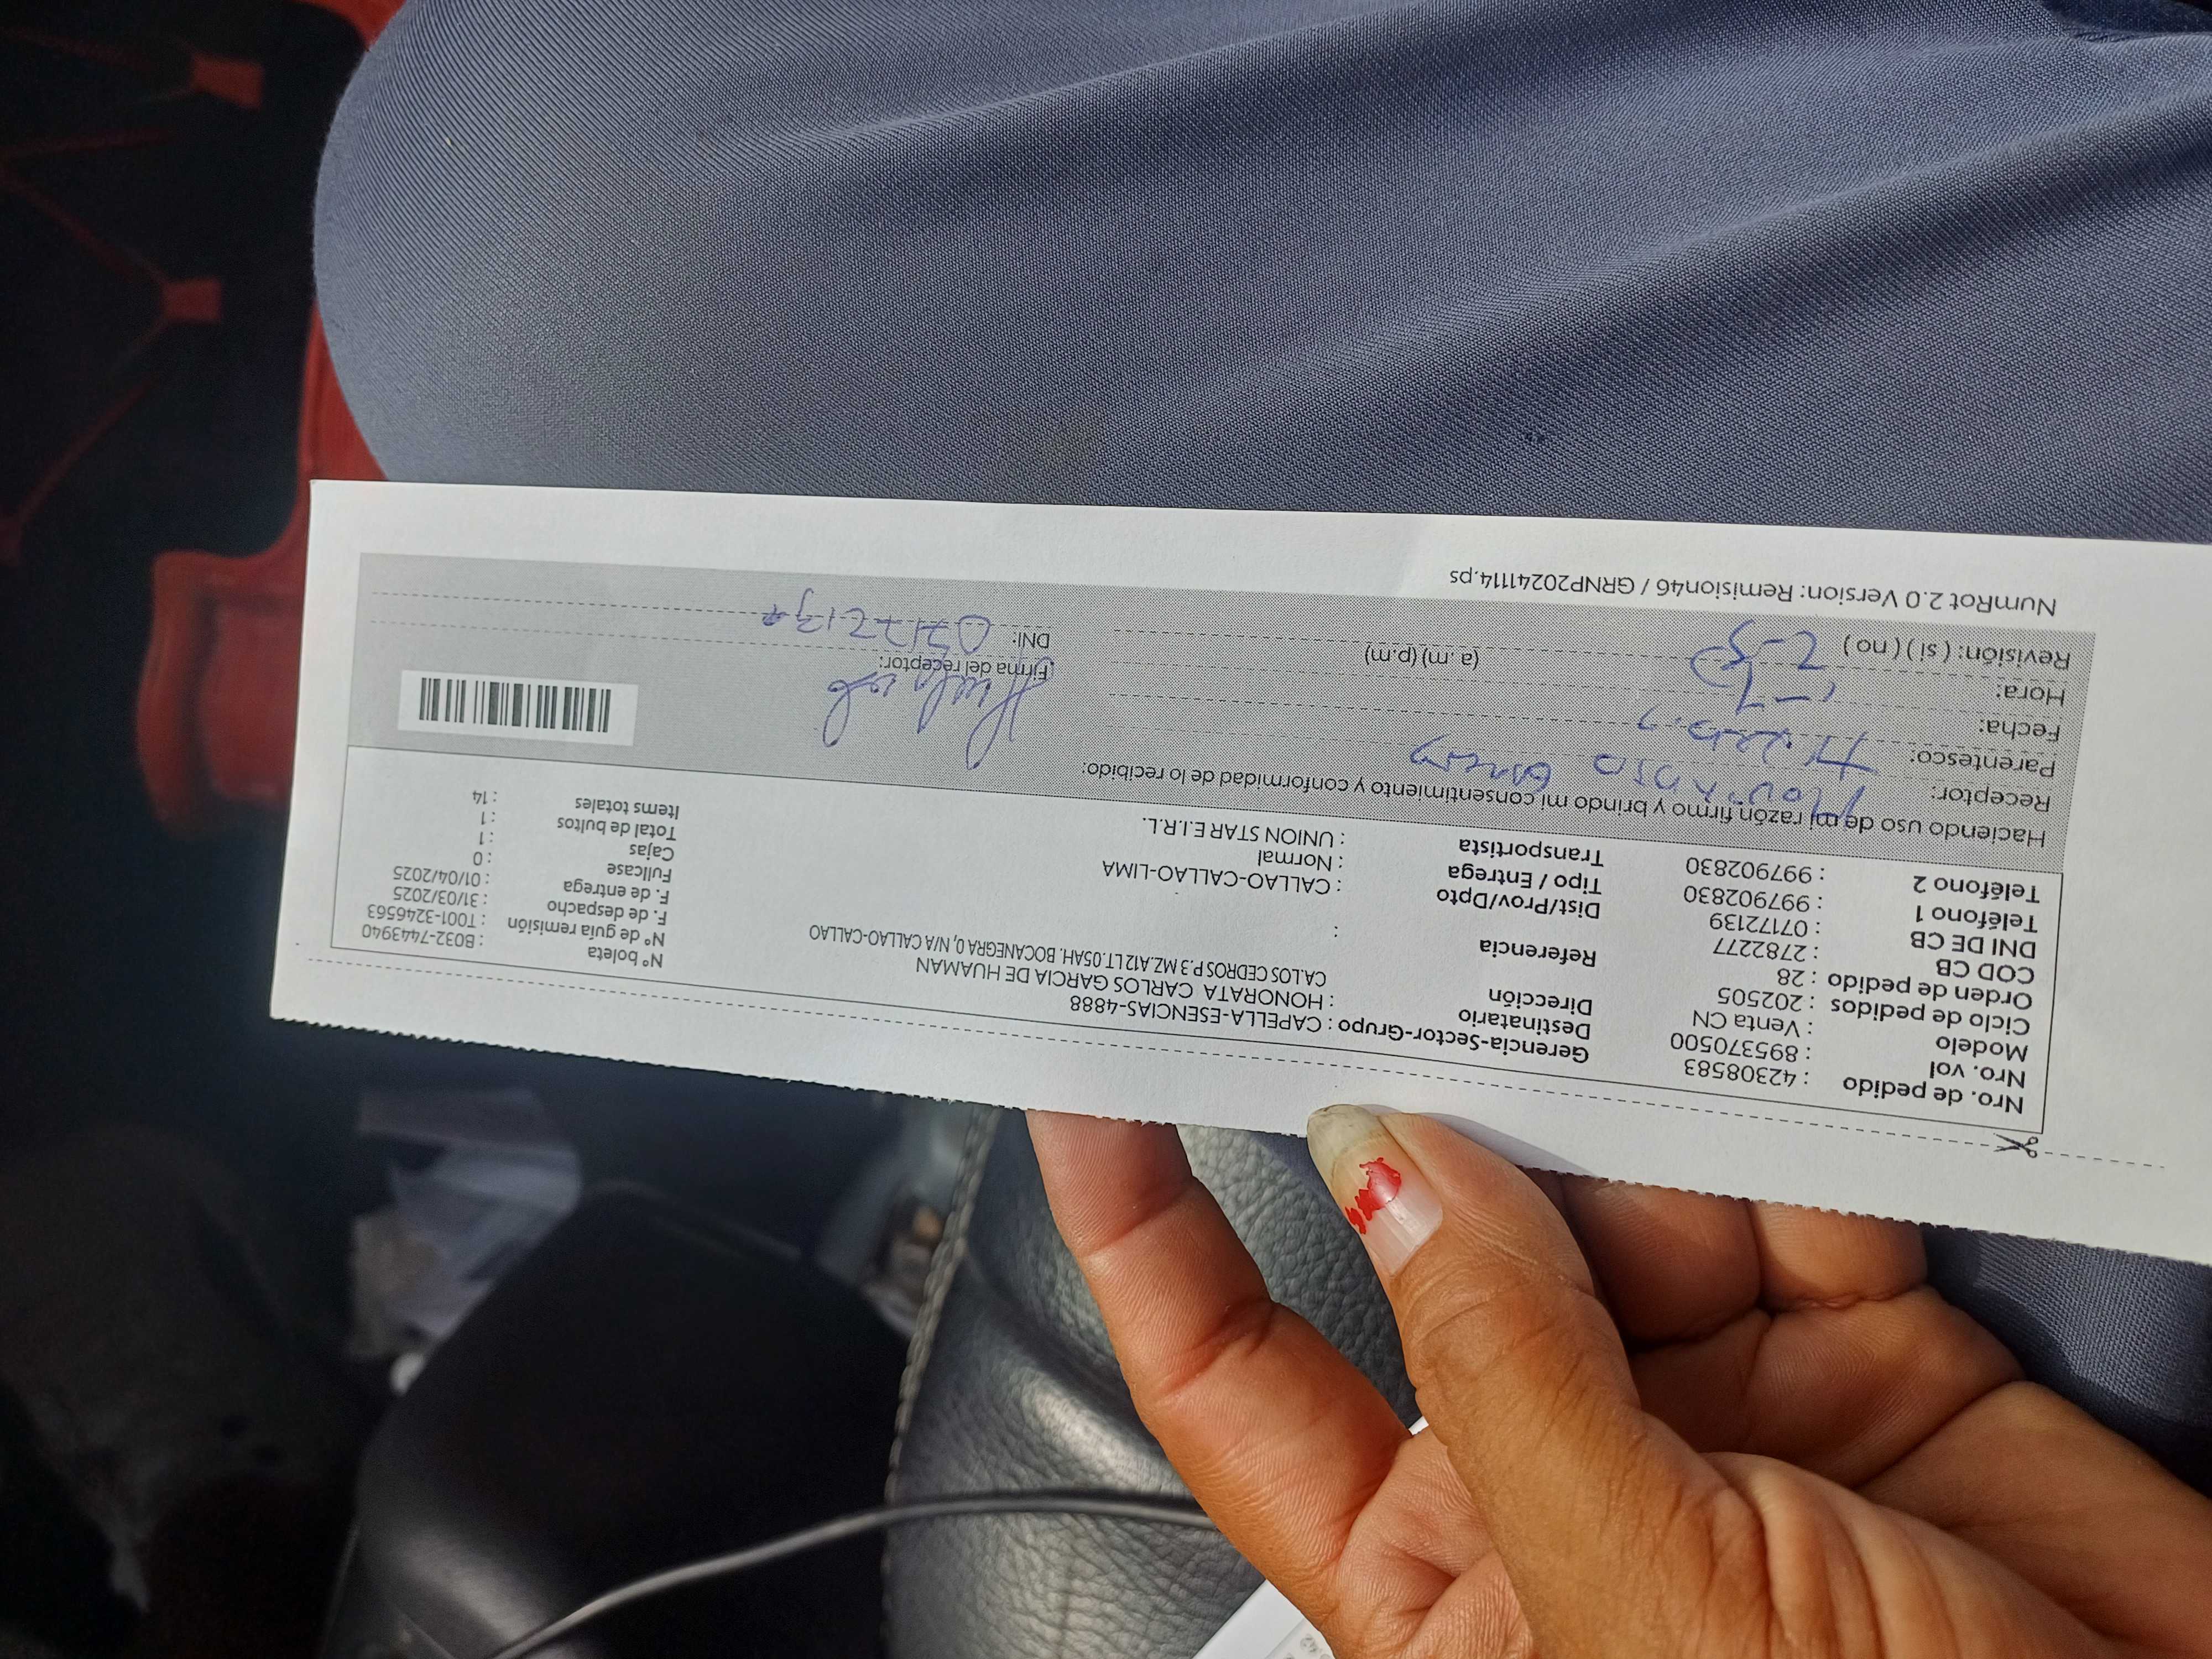 Nro. de pedido : 42308583
Nro. vol : 895370500
Modelo : Venta CN
Ciclo de pedidos : 202505
Orden de pedido : 28
COD CB : 2782277
DNI DE CB : 07172139
Teléfono 1 : 997902830
Teléfono 2 : 997902830
Gerencia-Sector-Grupo : CAPELLA-ESENCIAS-4888
Destinatario : HONORATA CARLOS GARCIA DE HUAMAN
Dirección CA.LOS CEDROS P.3 MZ.A12 LT.05AH. BOCANEGRA 0, N/A CALLAO CALLAO-CALLAO
Referencia :
Dist/Prov/Dpto : CALLAO-CALLAO-LIMA
Tipo / Entrega : Normal
Transportista : UNION STAR E.I.R.L.
N° boleta : B032-7443940
N° de guía remisión : T001-3246563
F. de despacho : 31/03/2025
F. de entrega : 01/04/2025
Fullcase : 0
Cajas : 1
Total de bultos : 1
Items totales : 14
Haciendo uso de mi razón firmo y brindo mi consentimiento y conformidad de lo recibido:
Receptor:
Parentesco:
Fecha:
Hora: (a.m) (p.m)
Revisión: ( si ) ( no )
Firma del receptor:
DNI:
NumRot 2.0 Version: Remision46 / GRNP20241114.ps